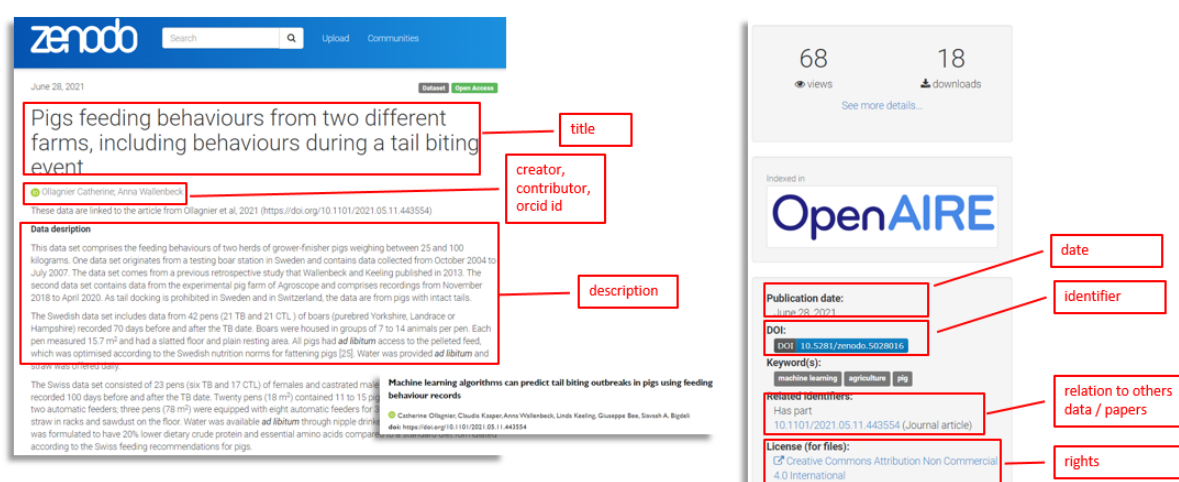 zenodo
Search
Upload Communities
June 28, 2021
Dataset Open Access
Pigs feeding behaviours from two different
farms, including behaviours during a tail biting
event
Ollagnier Catherine; Anna Wallenbeck
These data are linked to the article from Ollagnier et al, 2021 (https://doi.org/10.1101/2021.05.11.443554)
Data desription
This data set comprises the feeding behaviours of two herds of grower-finisher pigs weighing between 25 and 100
kilograms. One data set originates from a testing boar station in Sweden and contains data collected from October 2004 to
July 2007. The data set comes from a previous retrospective study that Wallenbeck and Keeling published in 2013. The
second data set contains data from the experimental pig farm of Agroscope and comprises recordings from November
2018 to April 2020. As tail docking is prohibited in Sweden and in Switzerland, the data are from pigs with intact tails.
The Swedish data set includes data from 42 pens (21 TB and 21 CTL ) of boars (purebred Yorkshire, Landrace or
Hampshire) recorded 70 days before and after the TB date. Boars were housed in groups of 7 to 14 animals per pen. Each
pen measured 15.7 m² and had a slatted floor and plain resting area. All pigs had ad libitum access to the pelleted feed,
which was optimised according to the Swedish nutrition norms for fattening pigs [25]. Water was provided ad libitum and
straw was offered daily.
The Swiss data set consisted of 23 pens (six TB and 17 CTL) of females and castrated male
recorded 100 days before and after the TB date. Twenty pens (18 m²) contained 11 to 15 pig
two automatic feeders; three pens (78 m²) were equipped with eight automatic feeders for 3
straw in racks and sawdust on the floor. Water was available ad libitum through nipple drinke
was formulated to have 20% lower dietary crude protein and essential amino acids compared to a standard diet formulated
according to the Swiss feeding recommendations for pigs.
Machine learning algorithms can predict tail biting outbreaks in pigs using feeding
behaviour records
Catherine Ollagnier, Claudia Kasper, Anna Wallenbeck, Linda Keeling, Giuseppe Bee, Siavash A. Bigdeli
doi: https://doi.org/10.1101/2021.05.11.443554
title
creator,
contributor,
orcid id
description
68 18
views downloads
See more details...
Indexed in
OpenAIRE
Publication date:
June 28, 2021
DOI:
DOI 10.5281/zenodo.5028016
Keyword(s):
machine learning agriculture pig
Related identifiers:
Has part
10.1101/2021.05.11.443554 (Journal article)
License (for files):
Creative Commons Attribution Non Commercial
4.0 International
date
identifier
relation to others
data / papers
rights